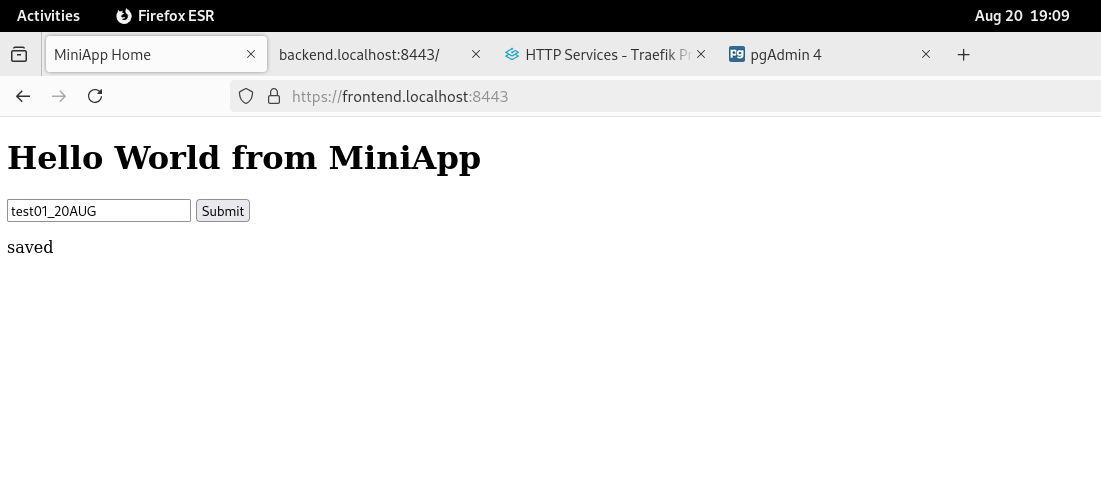 Activities Firefox ESR Aug 20 19:09
MiniApp Home backend.localhost:8443/ HTTP Services - Traefik pgAdmin 4
https://frontend.localhost:8443
Hello World from MiniApp
test01_20AUG Submit
saved